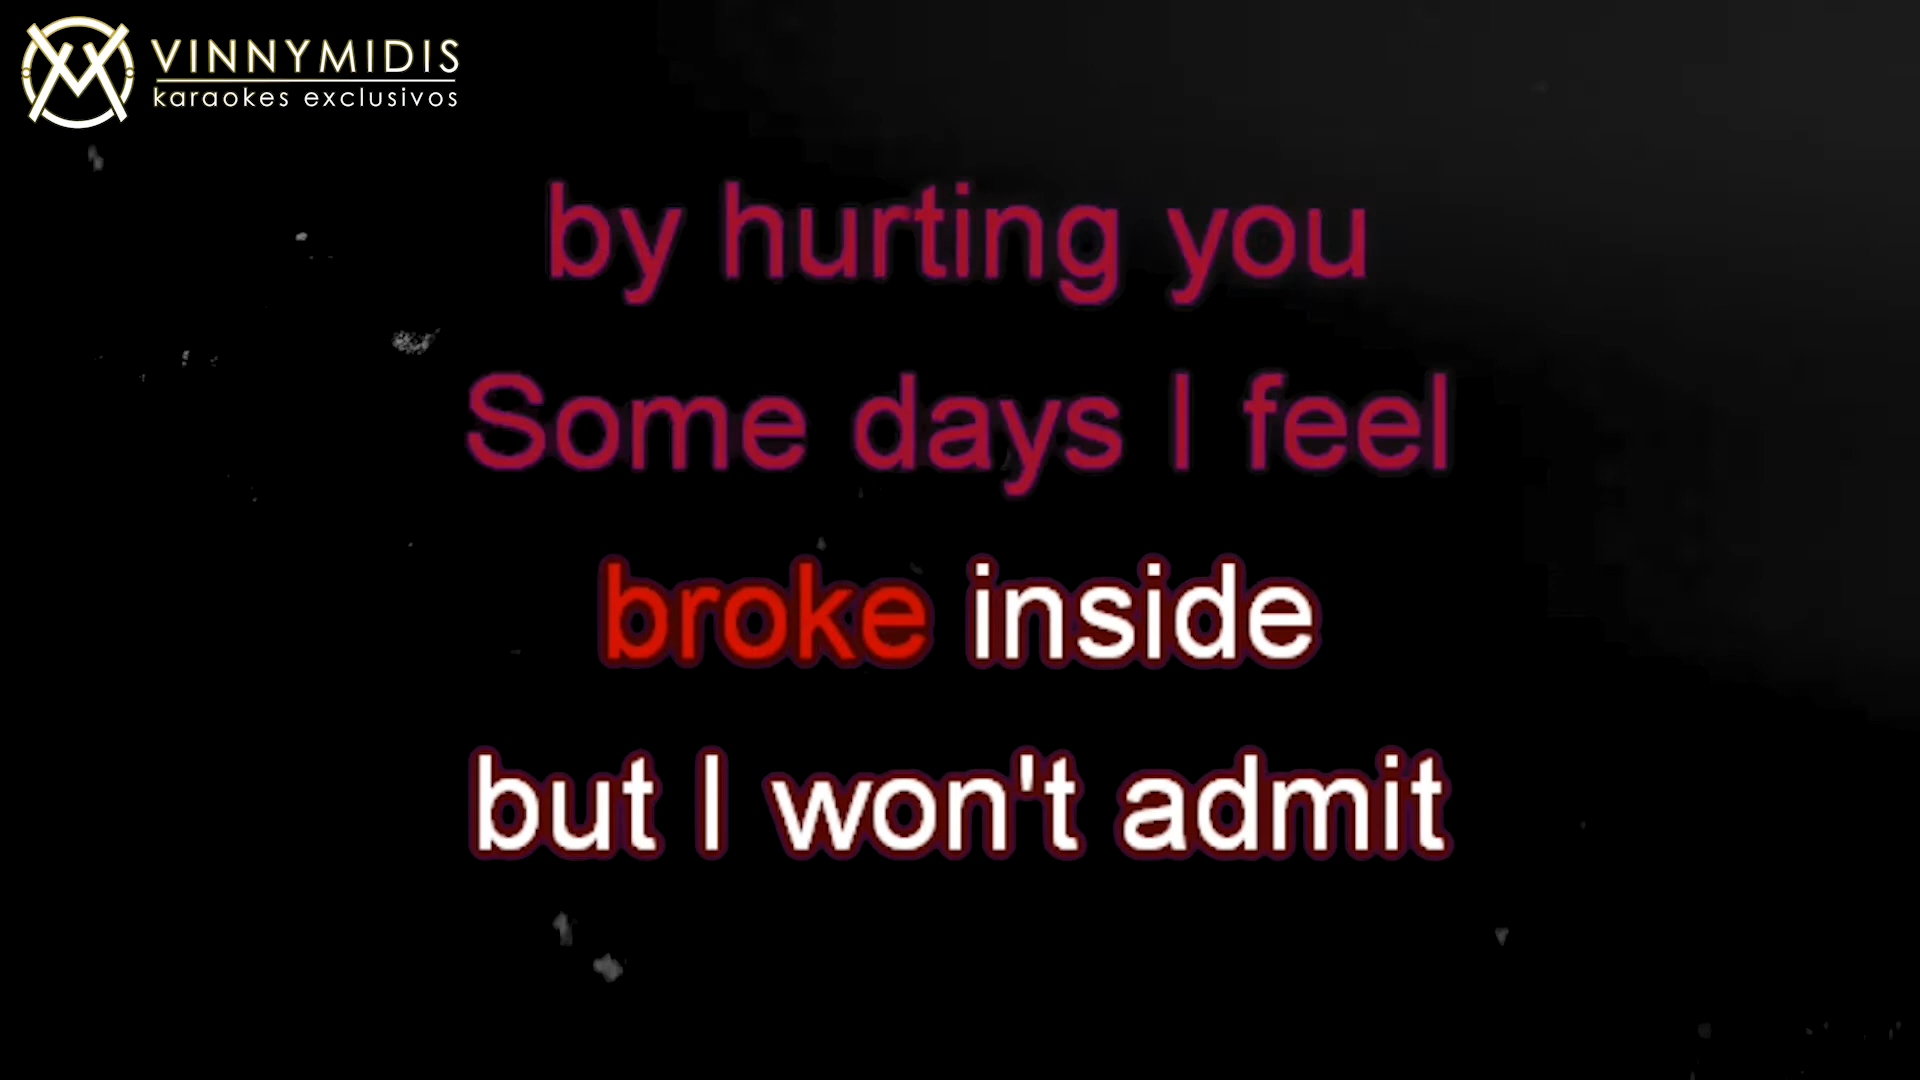 VINNYMIDIS
karaokes exclusivos
by hurting you
Some days I feel
broke inside
but I won't admit